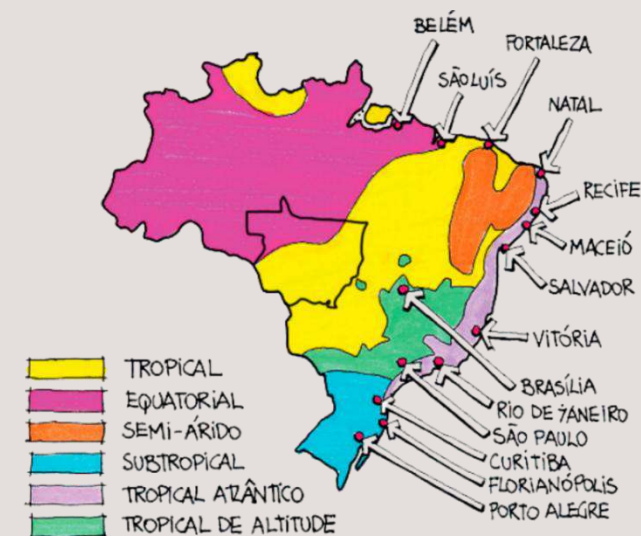 BELÉM
FORTALEZA
SÃO LUÍS
NATAL
RECIFE
MACEIÓ
SALVADOR
VITÓRIA
BRASÍLIA
RIO DE JANEIRO
SÃO PAULO
CURITIBA
FLORIANÓPOLIS
PORTO ALEGRE
TROPICAL
EQUATORIAL
SEMI-ÁRIDO
SUBTROPICAL
TROPICAL ATLÂNTICO
TROPICAL DE ALTITUDE